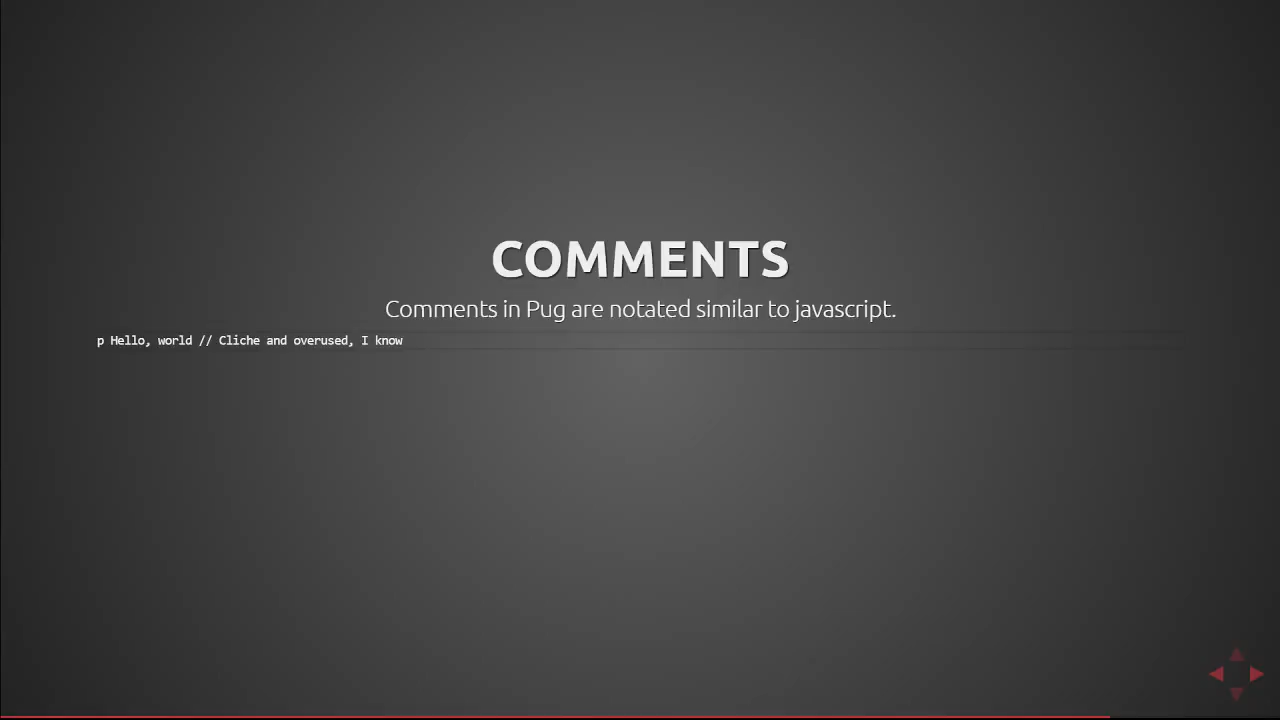 COMMENTS
Comments in Pug are notated similar to javascript.
p Hello, world // Cliche and overused, I know